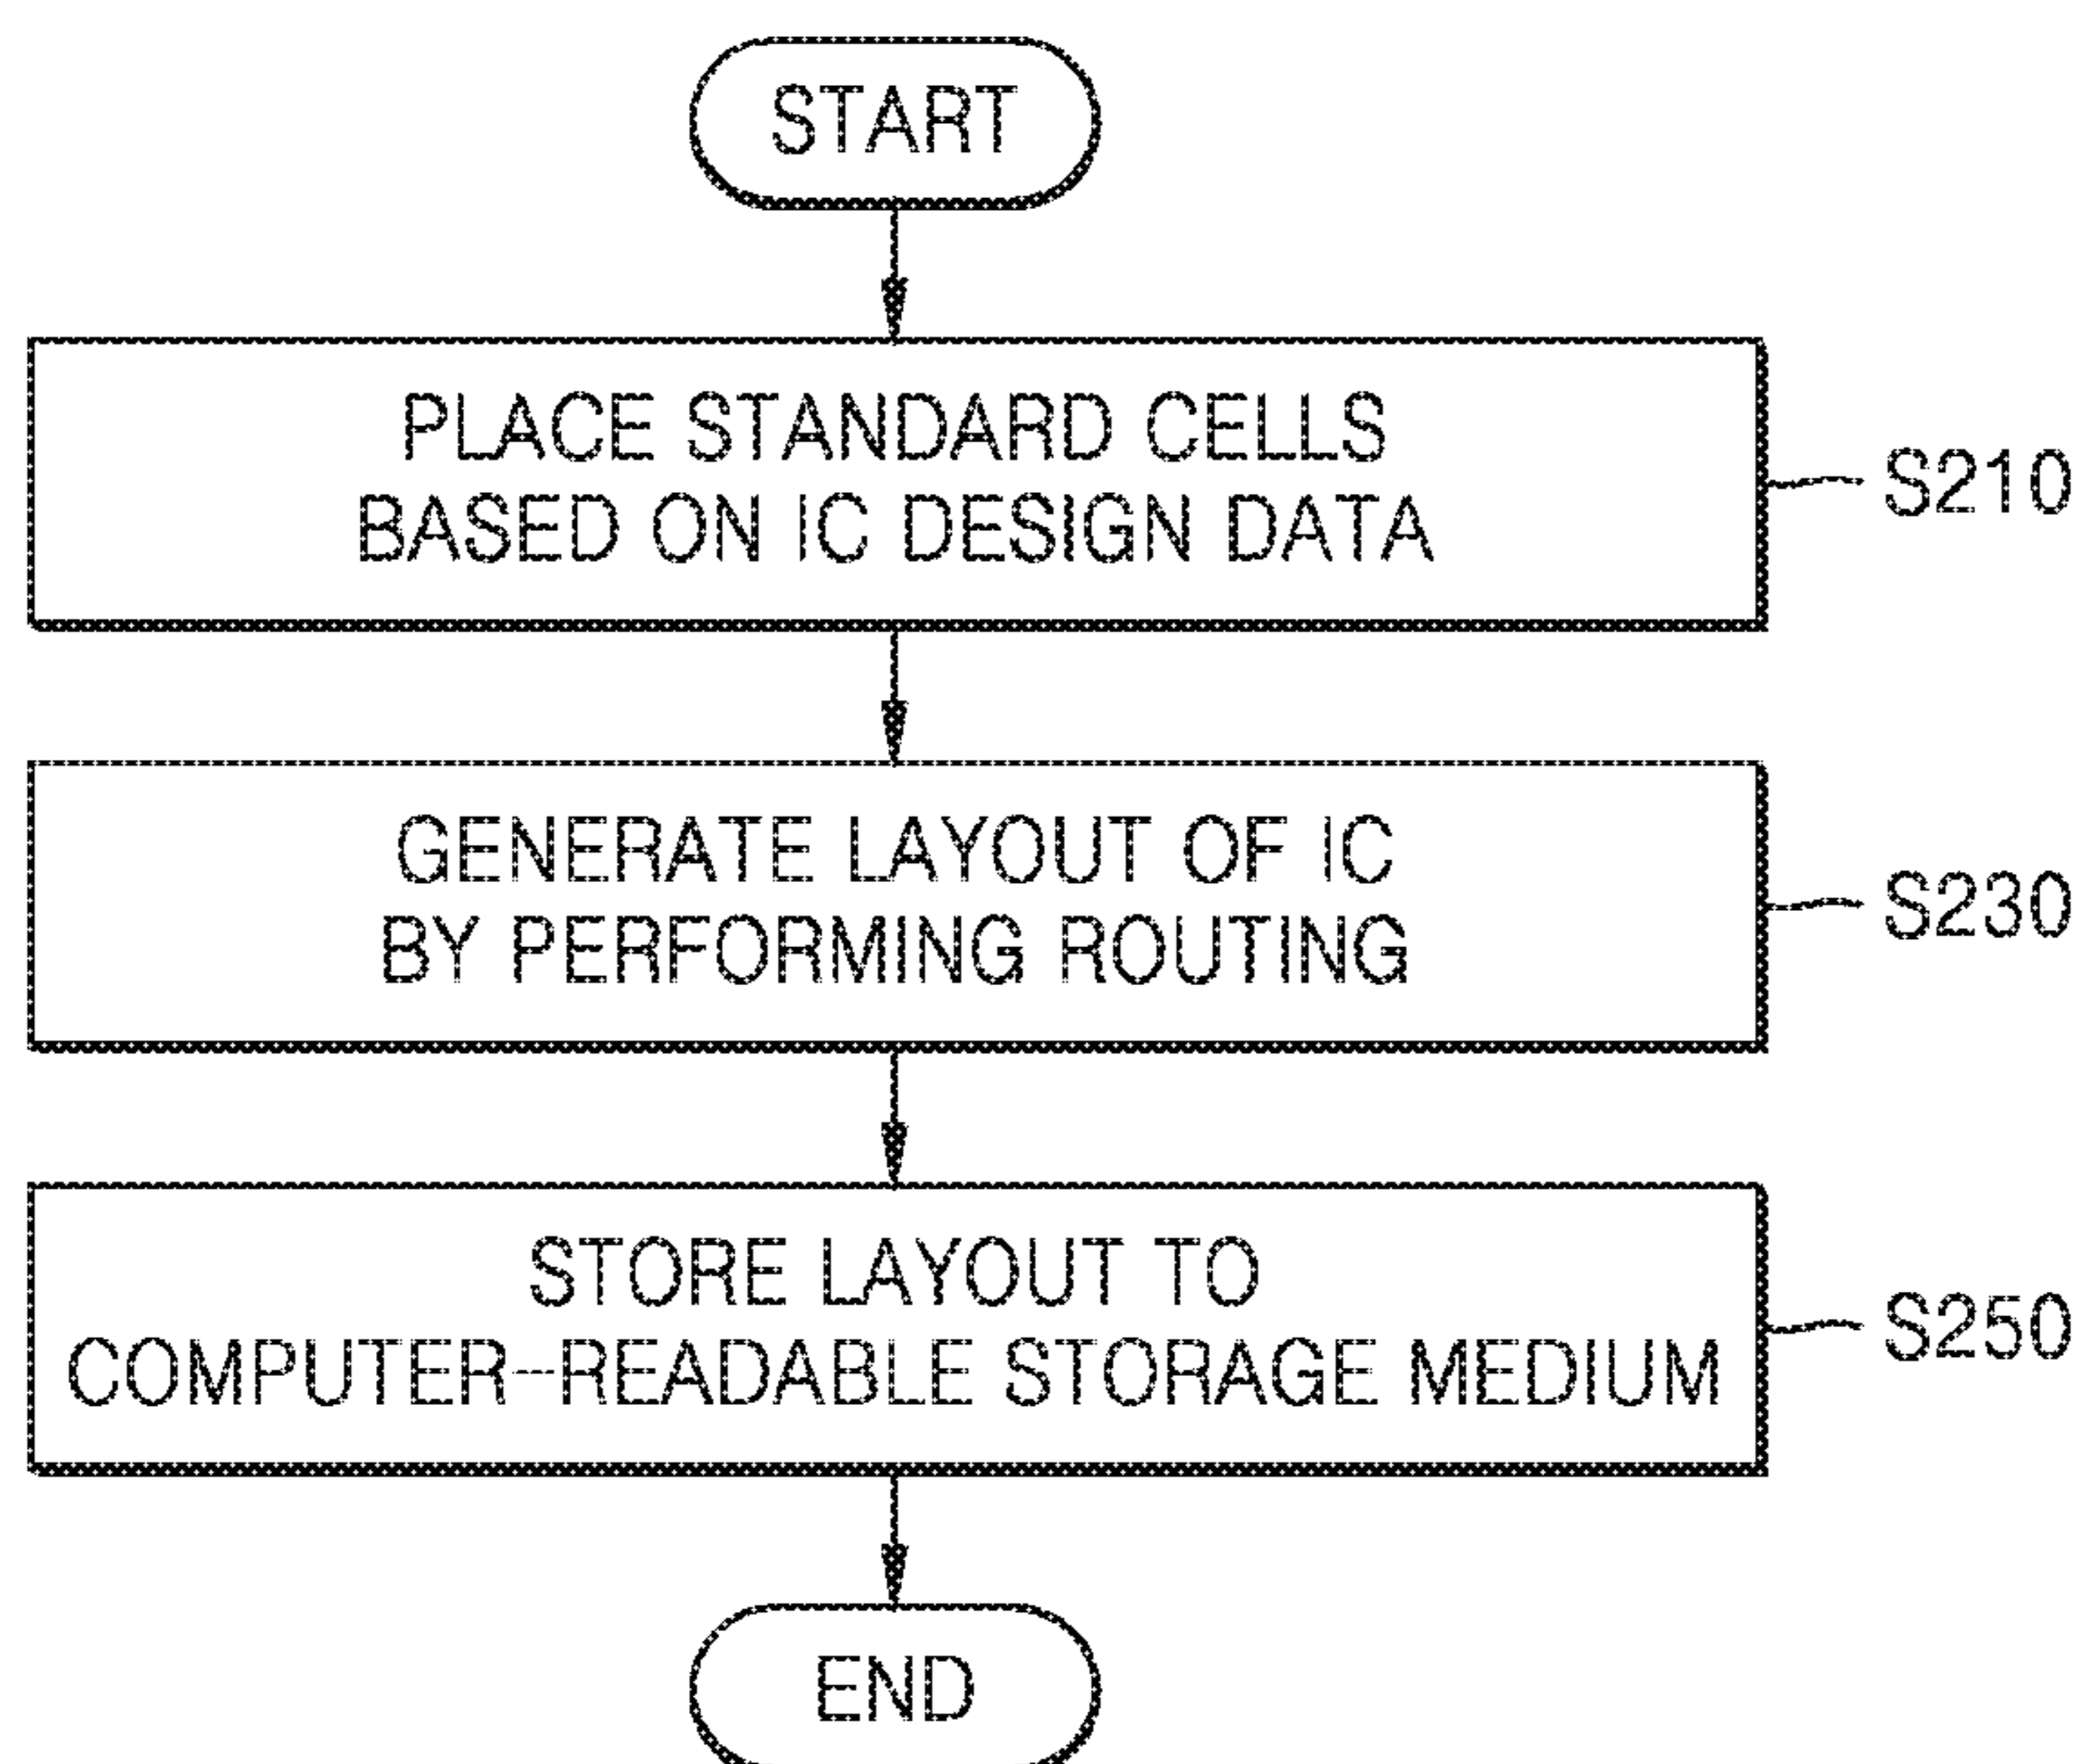 START
PLACE STANDARD CELLS
BASED ON IC DESIGN DATA
S210
GENERATE LAYOUT OF IC
BY PERFORMING ROUTING
S230
STORE LAYOUT TO
COMPUTER-READABLE STORAGE MEDIUM
S250
END